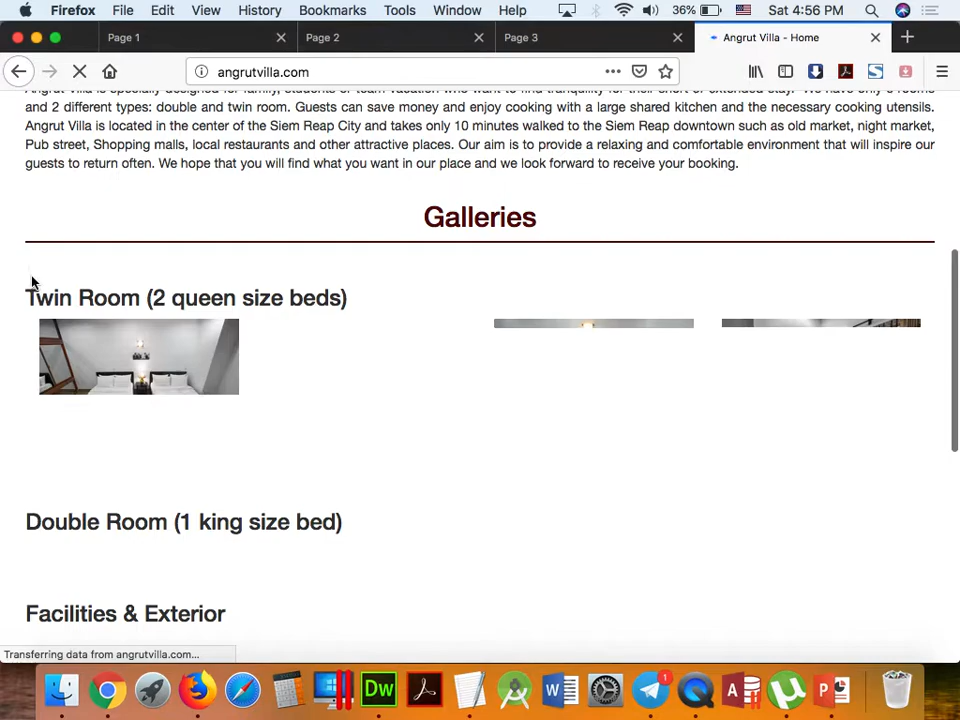 Firefox File Edit View History Bookmarks Tools Window Help 36% Sat 4:56 PM
Page 1 Page 2 Page 3 Angrut Villa - Home
angrutvilla.com
and 2 different types: double and twin room. Guests can save money and enjoy cooking with a large shared kitchen and the necessary cooking utensils.
Angrut Villa is located in the center of the Siem Reap City and takes only 10 minutes walked to the Siem Reap downtown such as old market, night market,
Pub street, Shopping malls, local restaurants and other attractive places. Our aim is to provide a relaxing and comfortable environment that will inspire our
guests to return often. We hope that you will find what you want in our place and we look forward to receive your booking.
Galleries
Twin Room (2 queen size beds)
Double Room (1 king size bed)
Facilities & Exterior
Transferring data from angrutvilla.com...
Dw W 1 A P